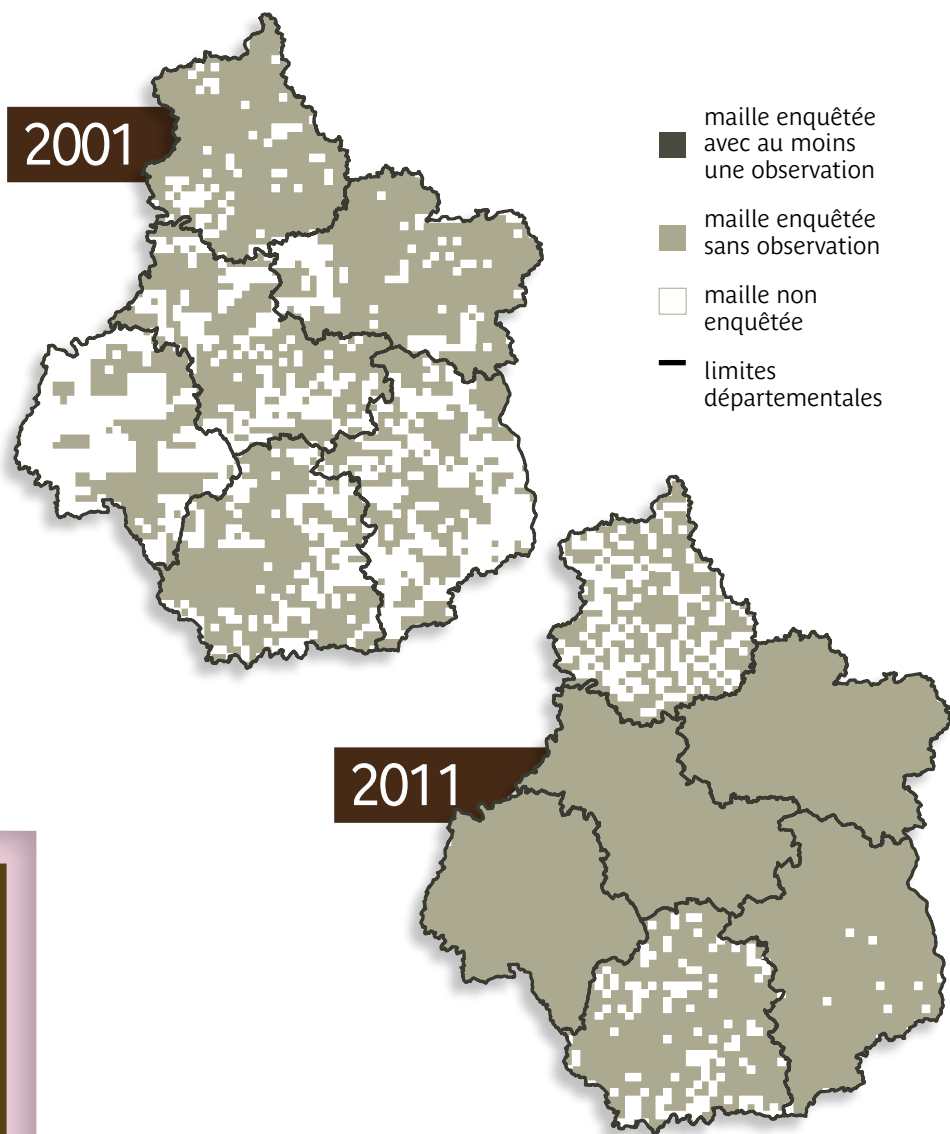 2001
maille enquêtée
avec au moins
une observation
maille enquêtée
sans observation
maille non
enquêtée
limites
départementales
2011